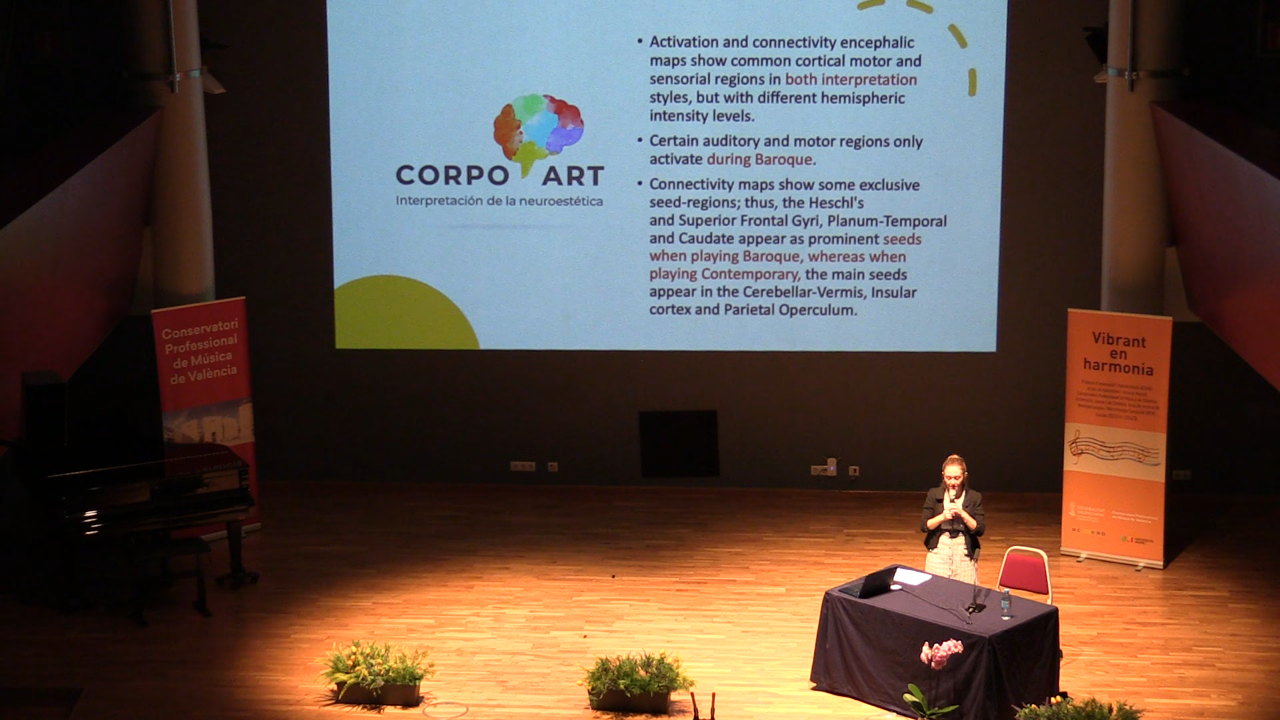 • Activation and connectivity encephalic
maps show common cortical motor and
sensorial regions in both interpretation
styles, but with different hemispheric
intensity levels.
• Certain auditory and motor regions only
activate during Baroque.
• Connectivity maps show some exclusive
seed-regions; thus, the Heschl's
and Superior Frontal Gyri, Planum-Temporal
and Caudate appear as prominent seeds
when playing Baroque, whereas when
playing Contemporary, the main seeds
appear in the Cerebellar-Vermis, Insular
cortex and Parietal Operculum.
CORPO ART
Interpretación de la neuroestética
Conservatori
Professional
de Música
de València
Vibrant
en
harmonia